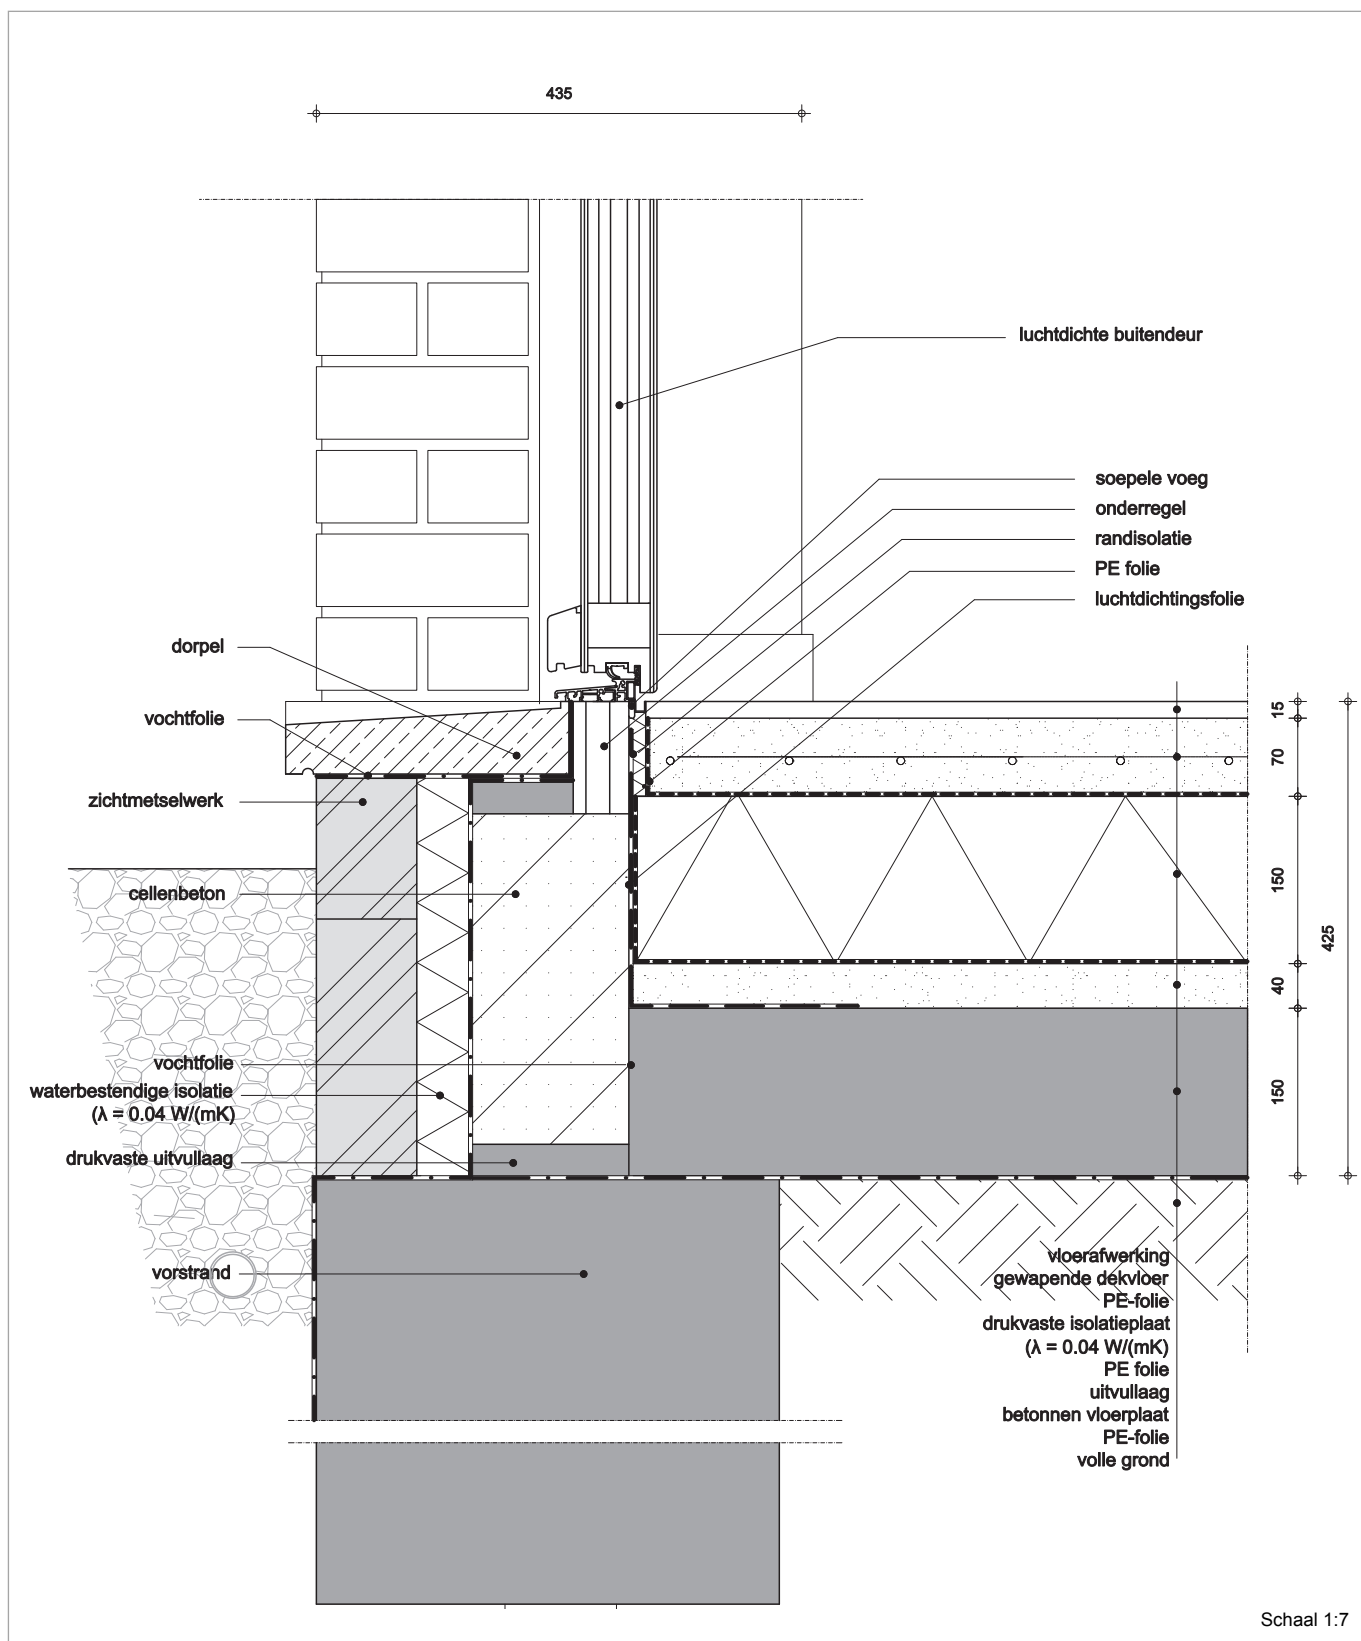 435
luchtdichte buitendeur
soepele voeg
onderregel
randisolatie
PE folie
luchtdichtingsfolie
dorpel
vochtfolie
zichtmetselwerk
cellenbeton
vochtfolie
waterbestendige isolatie
(λ = 0.04 W/(mK)
drukvaste uitvullaag
vorstrand
15
70
150
40
150
425
vloerafwerking
gewapende dekvloer
PE-folie
drukvaste isolatieplaat
(λ = 0.04 W/(mK)
PE folie
uitvullaag
betonnen vloerplaat
PE-folie
volle grond
Schaal 1:7